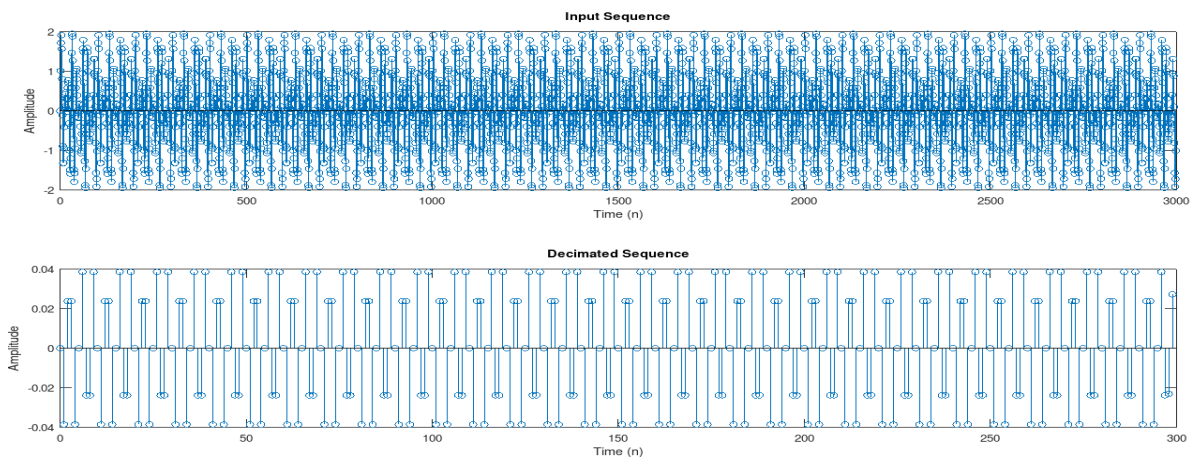 Input Sequence
Amplitude
2
1
0
-1
-2
0 500 1000 1500 2000 2500 3000
Time (n)
Decimated Sequence
Amplitude
0.04
0.02
0
-0.02
-0.04
0 50 100 150 200 250 300
Time (n)